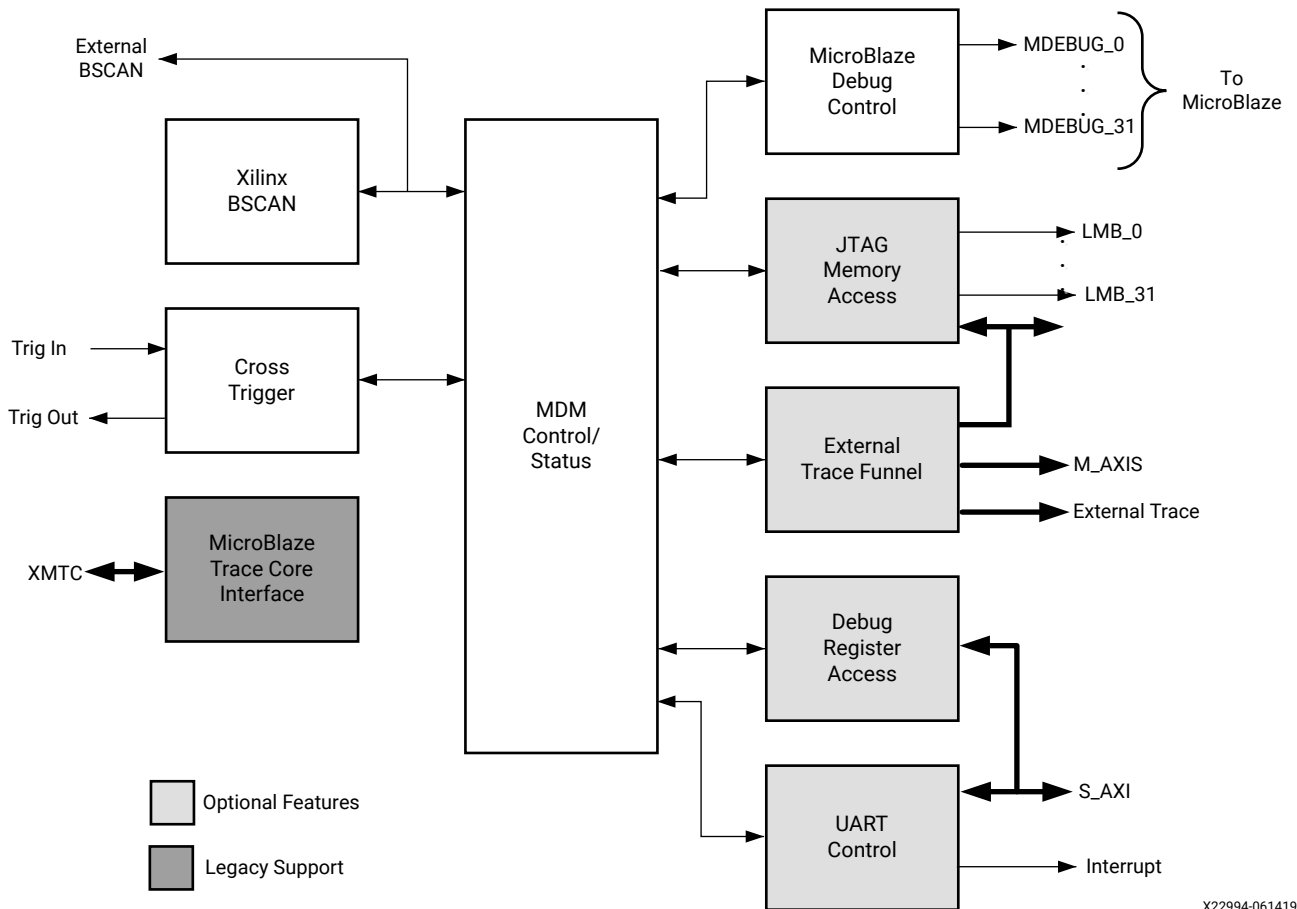 External
BSCAN
Xilinx
BSCAN
Trig In
Trig Out
Cross
Trigger
XMTC
MicroBlaze
Trace Core
Interface
MDM
Control/
Status
MicroBlaze
Debug
Control
MDEBUG_0
MDEBUG_31
To
MicroBlaze
JTAG
Memory
Access
LMB_0
LMB_31
External
Trace Funnel
M_AXIS
External Trace
Debug
Register
Access
S_AXI
UART
Control
Interrupt
Optional Features
Legacy Support
X22994-061419